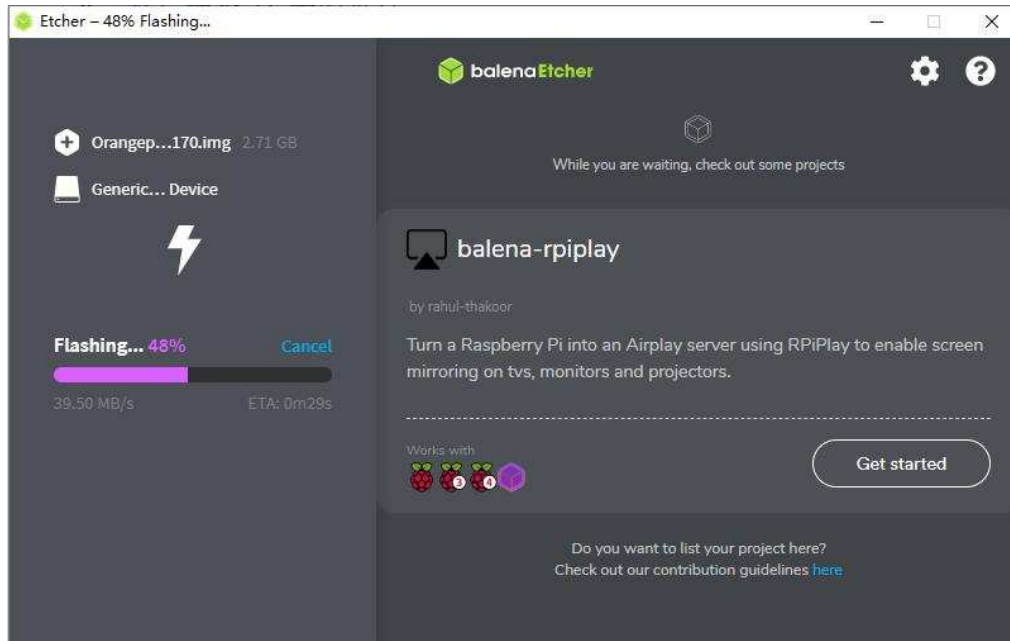 Etcher – 48% Flashing...
balenaEtcher
Orangep...170.img 2.71 GB
Generic... Device
While you are waiting, check out some projects
balena-rpiplay
by rahul-thakoor
Flashing... 48% Cancel
39.50 MB/s ETA: 0m29s
Turn a Raspberry Pi into an Airplay server using RPiPlay to enable screen
mirroring on tvs, monitors and projectors.
Works with
3 4
Get started
Do you want to list your project here?
Check out our contribution guidelines here